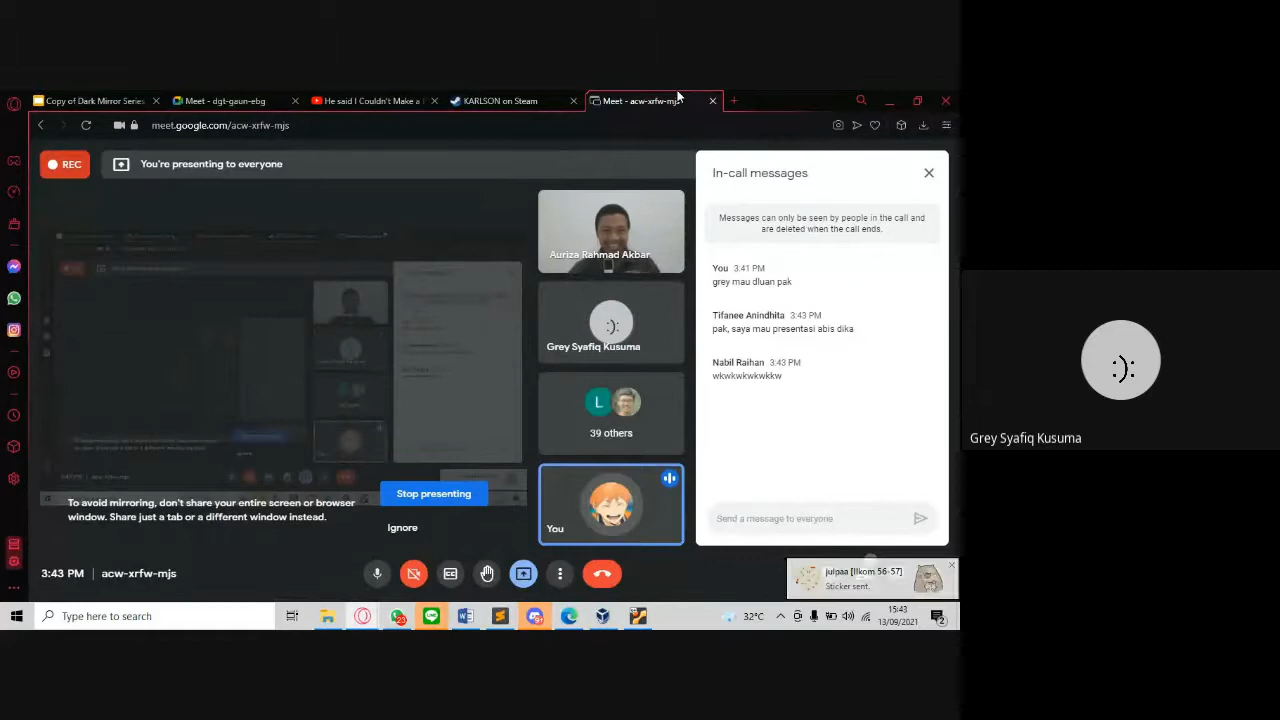 Copy of Dark Mirror Series
Meet - dgt-gaun-ebg
He said I Couldn't Make a
KARLSON on Steam
Meet - acw-xrfw-mjs
meet.google.com/acw-xrfw-mjs
REC
You're presenting to everyone
In-call messages
Messages can only be seen by people in the call and
are deleted when the call ends.
You 3:41 PM
grey mau dluan pak
Tifanee Anindhita 3:43 PM
pak, saya mau presentasi abis dika
Nabil Raihan 3:43 PM
wkwkwkwkwkkw
Send a message to everyone
Auriza Rahmad Akbar
:):
Grey Syafiq Kusuma
L
39 others
You
To avoid mirroring, don't share your entire screen or browser
window. Share just a tab or a different window instead.
Stop presenting
Ignore
3:43 PM | acw-xrfw-mjs
julpaa [Ilkom 56-57]
Sticker sent.
Type here to search
23
32°C
15:43
13/09/2021
2
:):
Grey Syafiq Kusuma